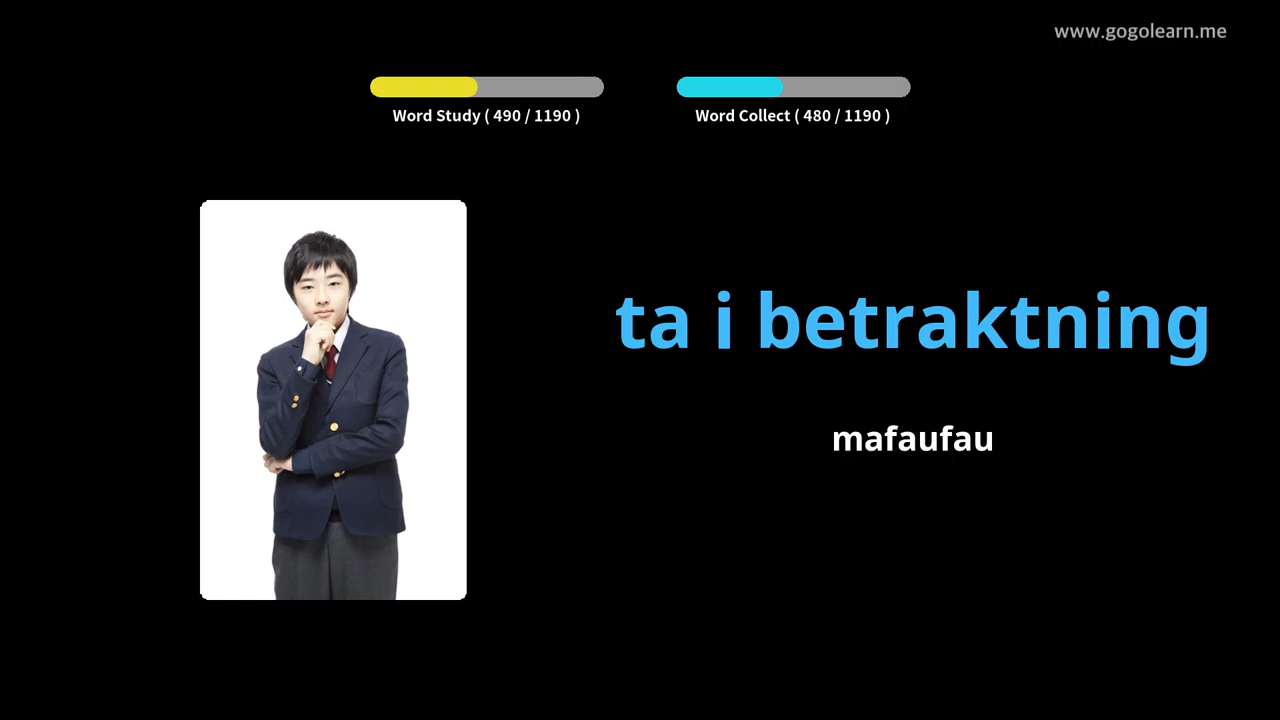 www.gogolearn.me
Word Study ( 490 / 1190 )
Word Collect ( 480 / 1190 )
ta i betraktning
mafaufau